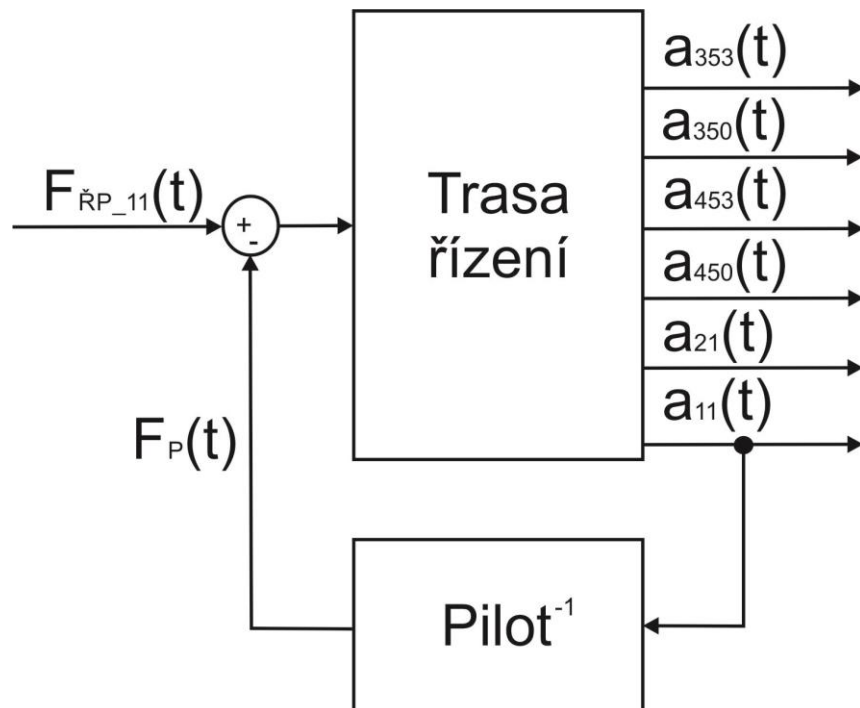 a353(t)
a350(t)
FŘP_11(t)
+
-
Trasa
řízení
a453(t)
a450(t)
a21(t)
a11(t)
FP(t)
Pilot-1